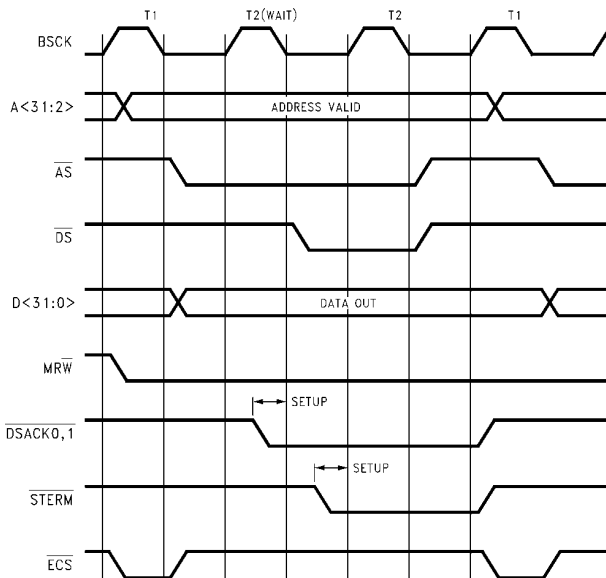 T1 T2(WAIT) T2 T1
BSCK
A<31:2> ADDRESS VALID
AS
DS
D<31:0> DATA OUT
MRW
SETUP
DSACK0,1
SETUP
STERM
ECS